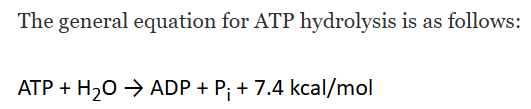 The general equation for ATP hydrolysis is as follows:
ATP + H₂O → ADP + Pᵢ + 7.4 kcal/mol